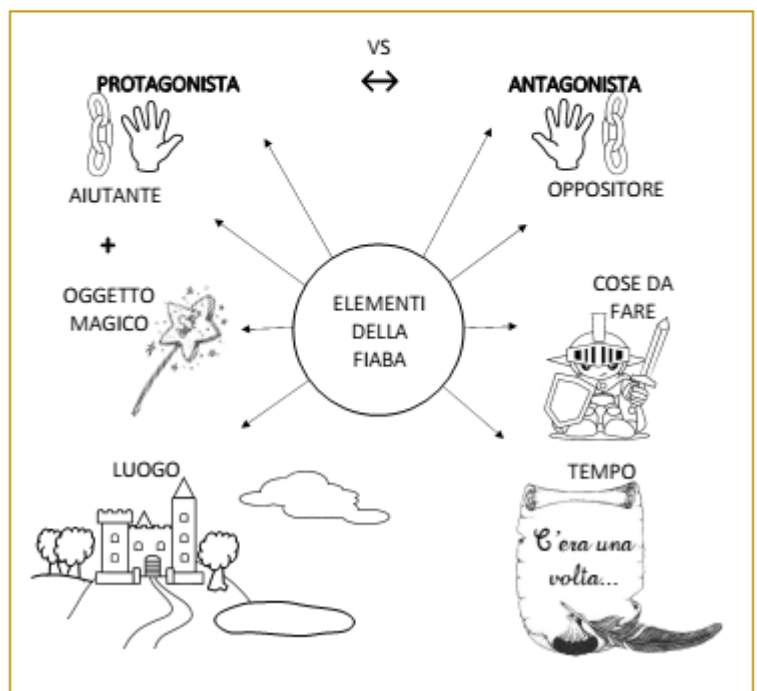 VS
PROTAGONISTA
↔
ANTAGONISTA
AIUTANTE
OPPOSITORE
+
OGGETTO
MAGICO
ELEMENTI
DELLA
FIABA
COSE DA
FARE
LUOGO
TEMPO
C'era una
volta...